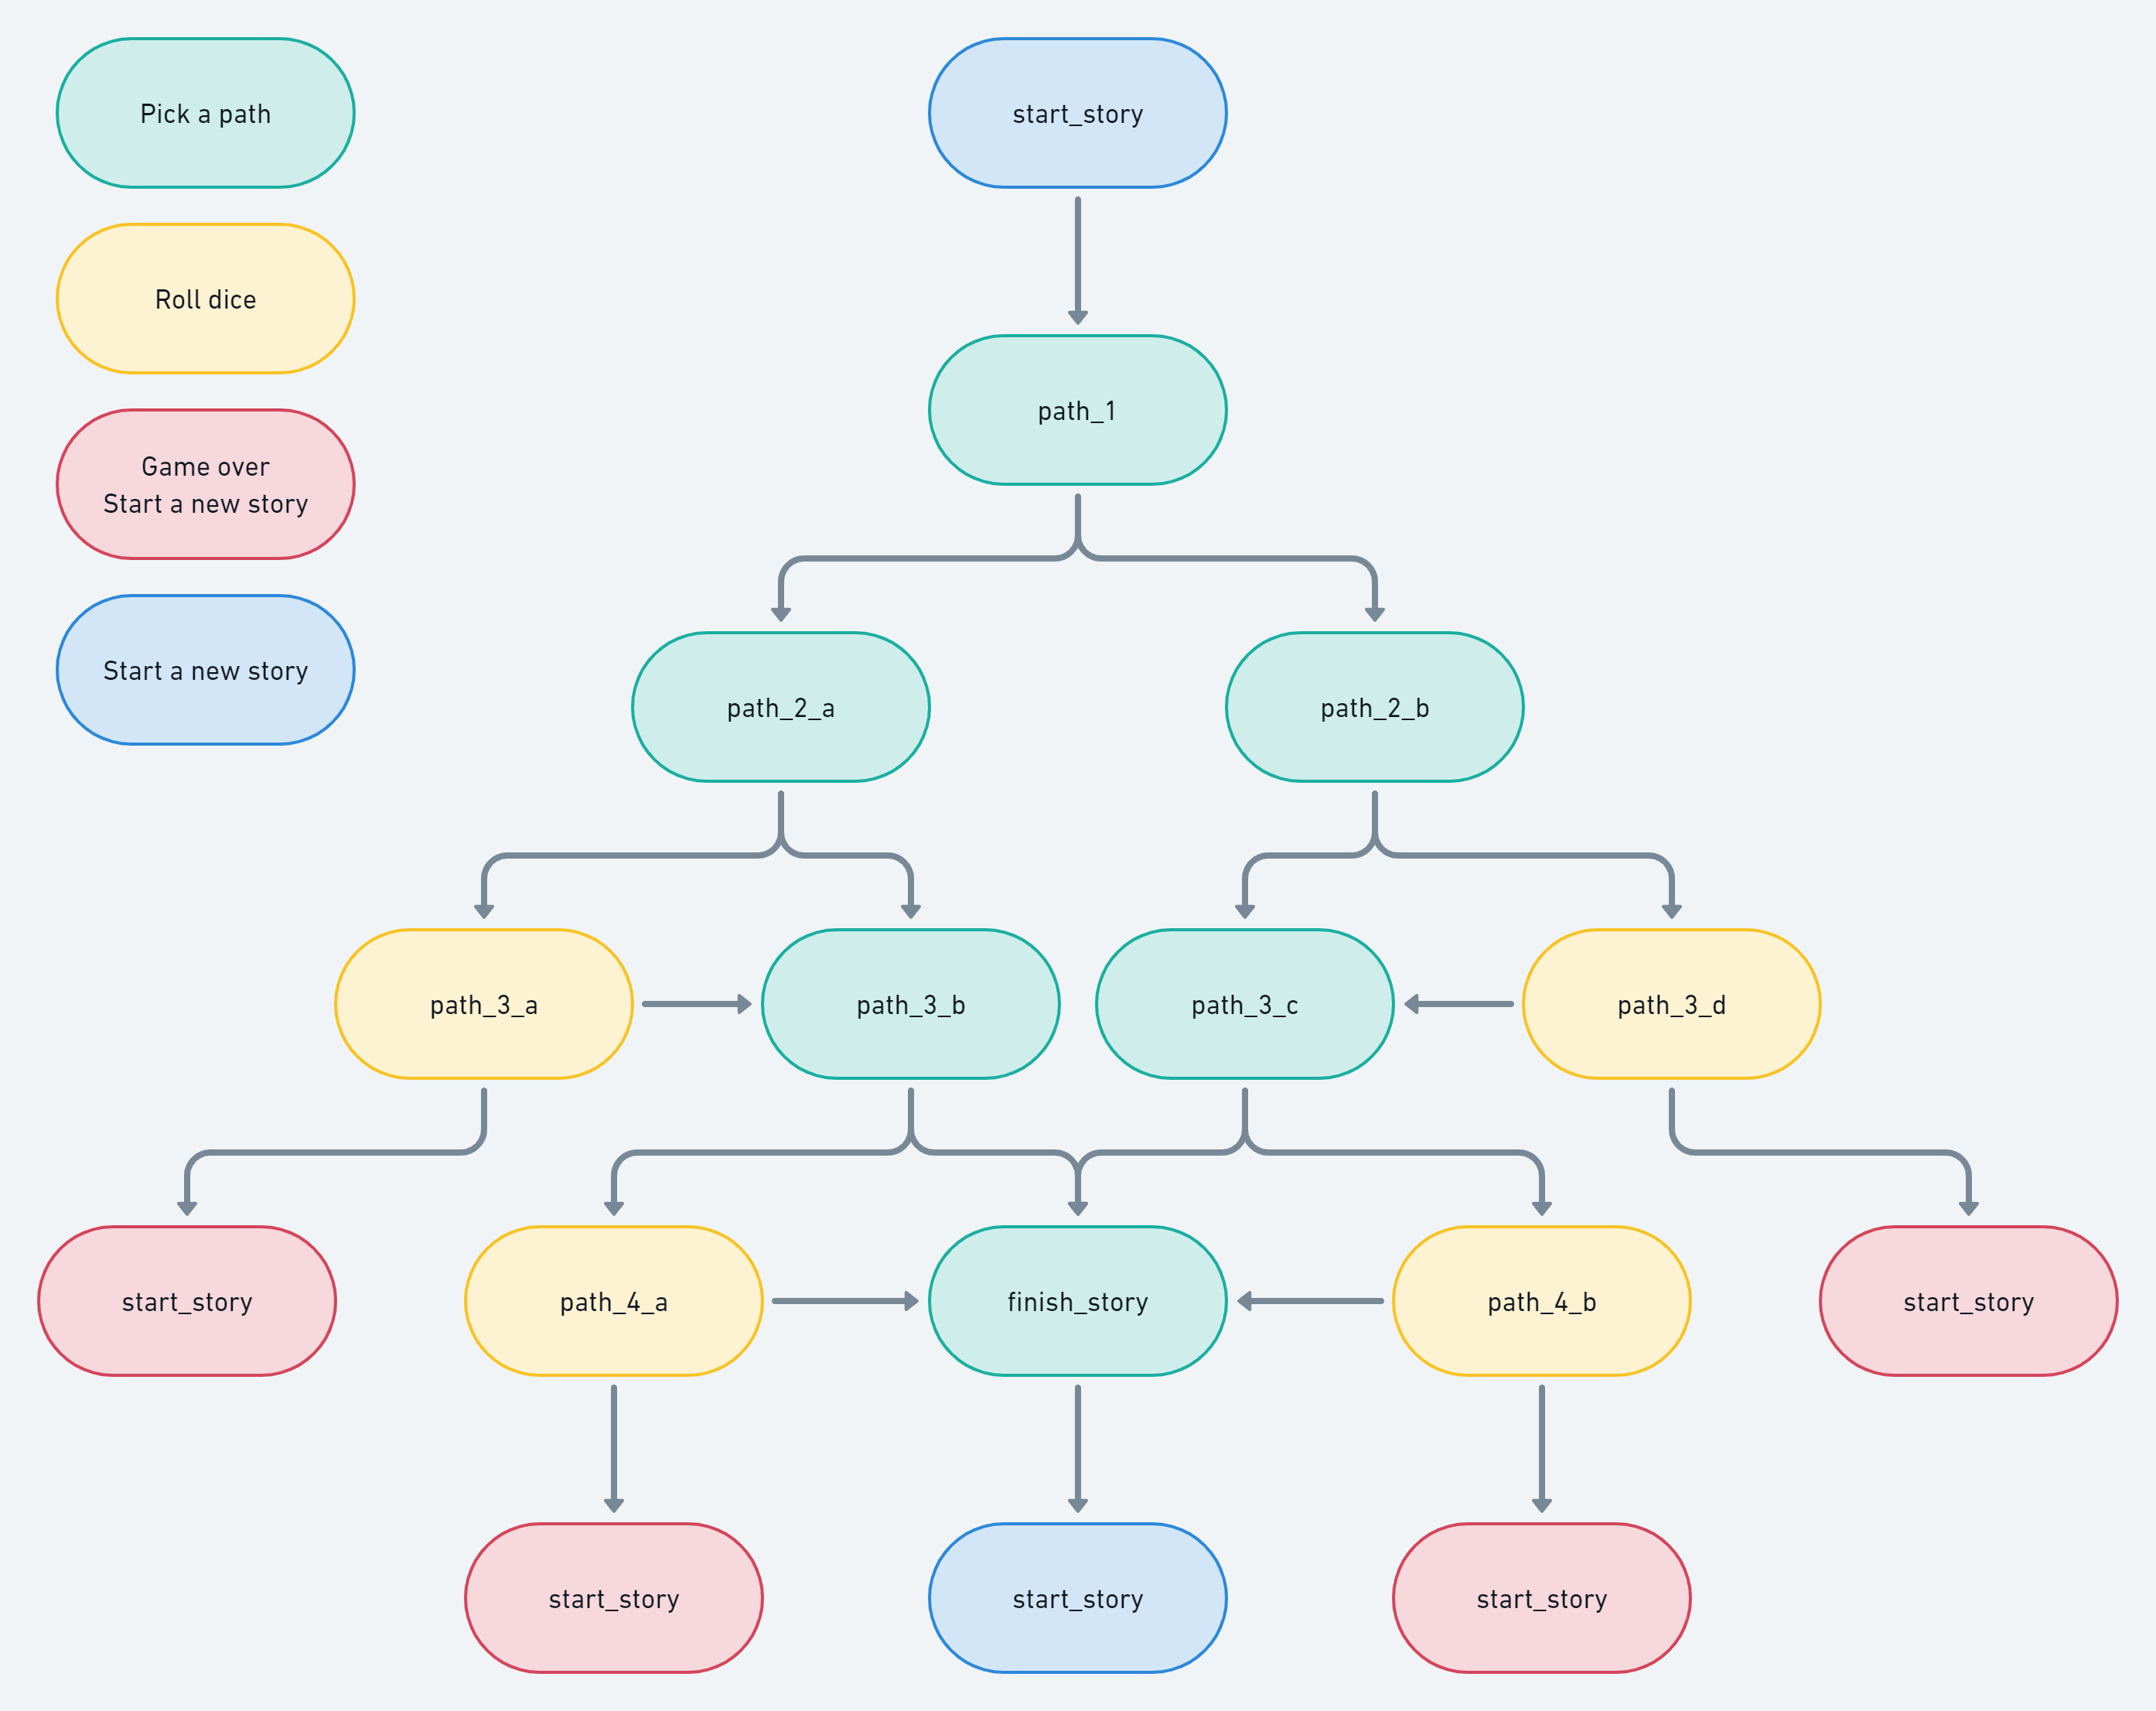 Pick a path
start_story
Roll dice
path_1
Game over
Start a new story
Start a new story
path_2_a
path_2_b
path_3_a
path_3_b
path_3_c
path_3_d
start_story
path_4_a
finish_story
path_4_b
start_story
start_story
start_story
start_story